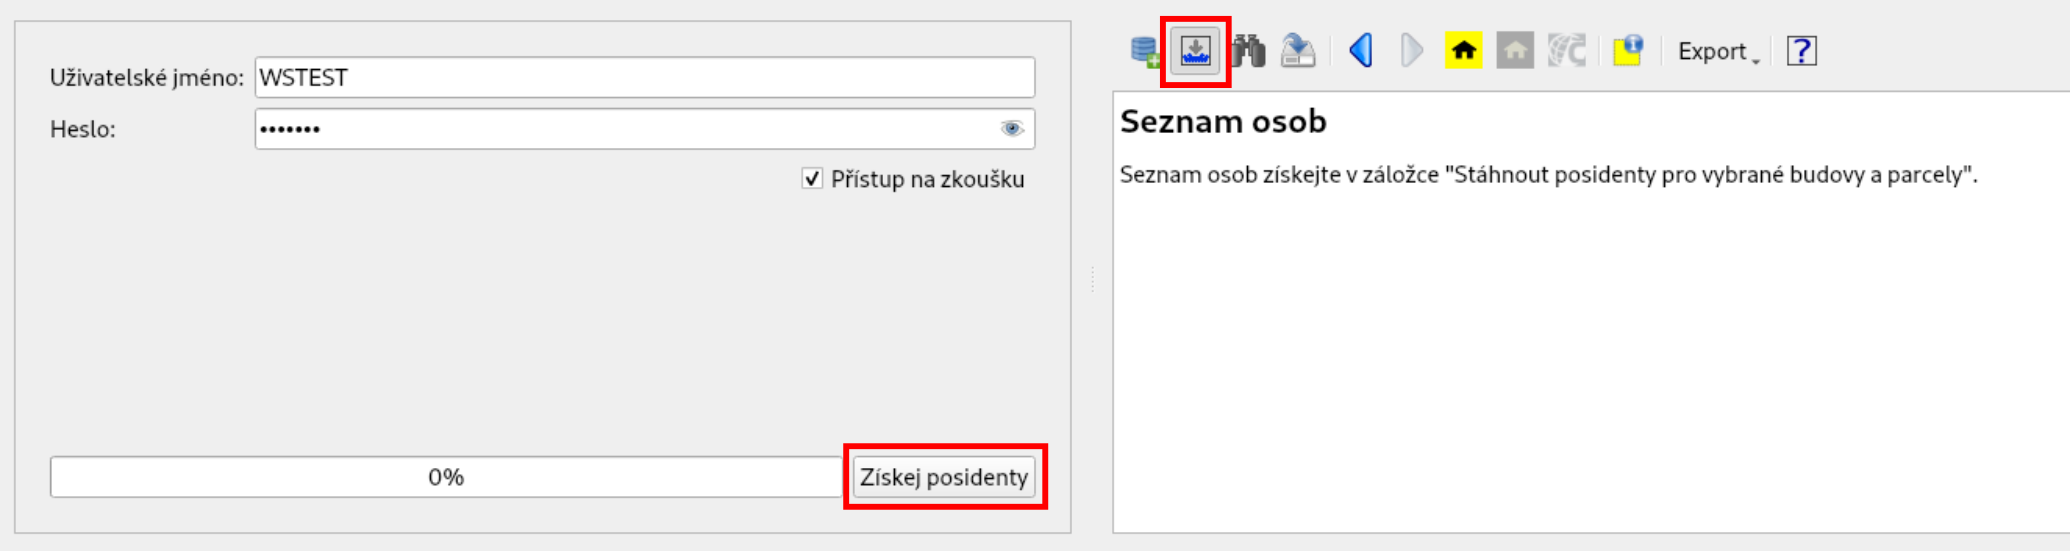 Uživatelské jméno: WSTEST
Heslo: •••••••
Přístup na zkoušku
0%
Získej posidenty
Export
?
Seznam osob
Seznam osob získejte v záložce "Stáhnout posidenty pro vybrané budovy a parcely".